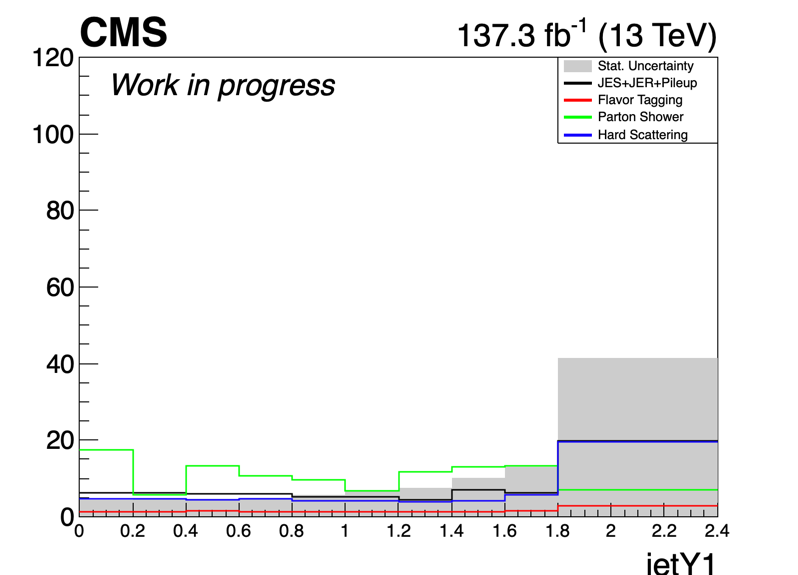 CMS 137.3 fb-1 (13 TeV)
Work in progress
Stat. Uncertainty
JES+JER+Pileup
Flavor Tagging
Parton Shower
Hard Scattering
120
100
80
60
40
20
0
0 0.2 0.4 0.6 0.8 1 1.2 1.4 1.6 1.8 2 2.2 2.4
jetY1